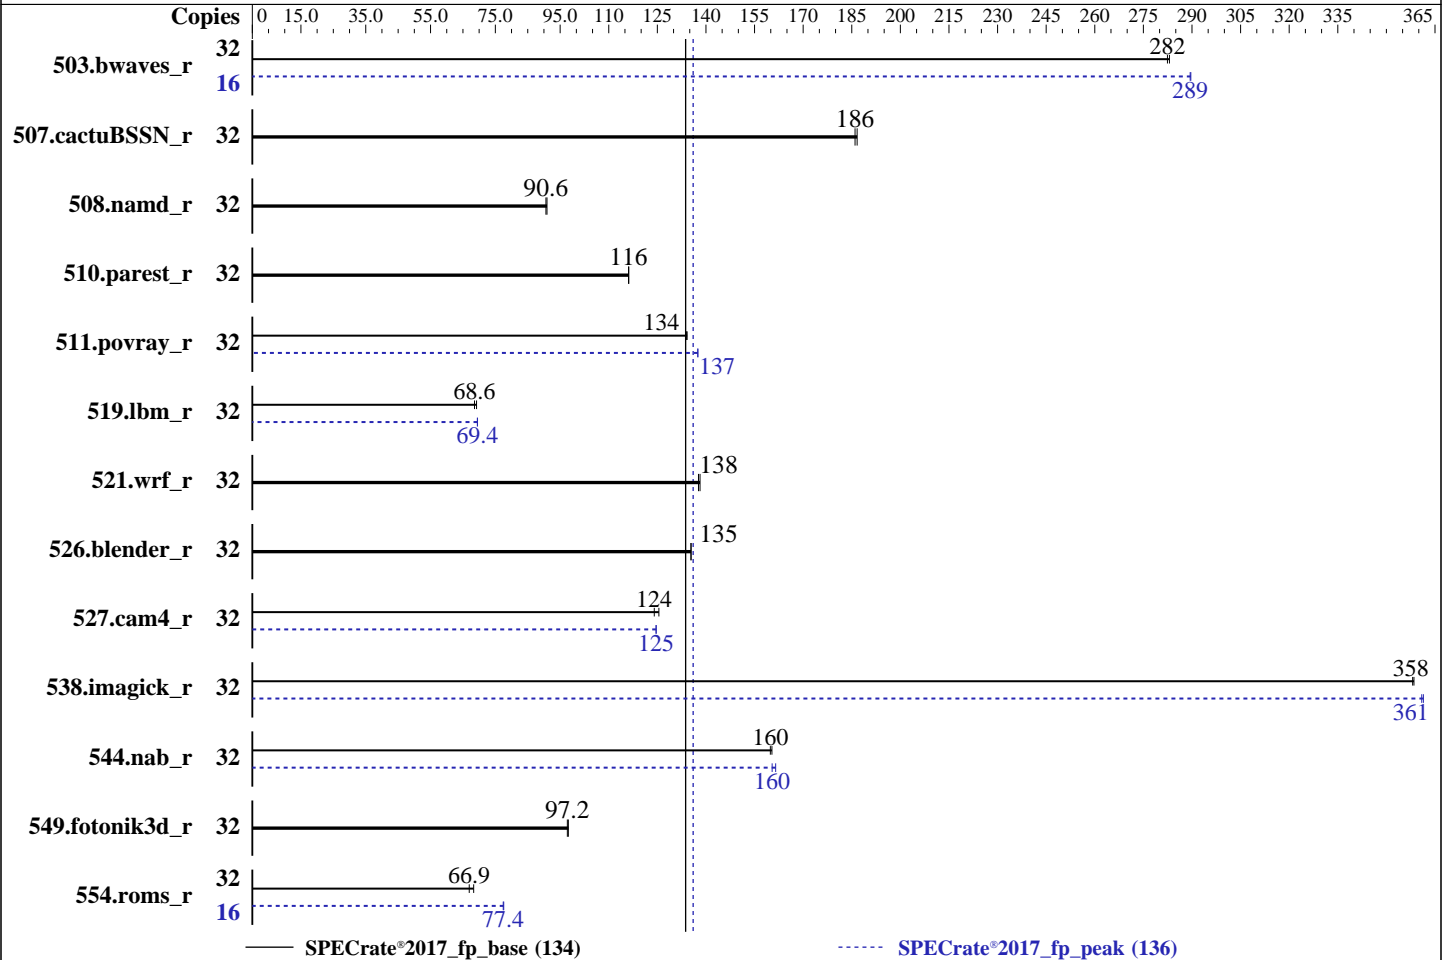 Copies 0 15.0 35.0 55.0 75.0 95.0 110 125 140 155 170 185 200 215 230 245 260 275 290 305 320 335 365
503.bwaves_r 32 282
16 289
507.cactuBSSN_r 32 186
508.namd_r 32 90.6
510.parest_r 32 116
511.povray_r 32 134
137
519.lbm_r 32 68.6
69.4
521.wrf_r 32 138
526.blender_r 32 135
527.cam4_r 32 124
125
538.imagick_r 32 358
361
544.nab_r 32 160
160
549.fotonik3d_r 32 97.2
554.roms_r 32 66.9
16 77.4
SPECrate®2017_fp_base (134) SPECrate®2017_fp_peak (136)